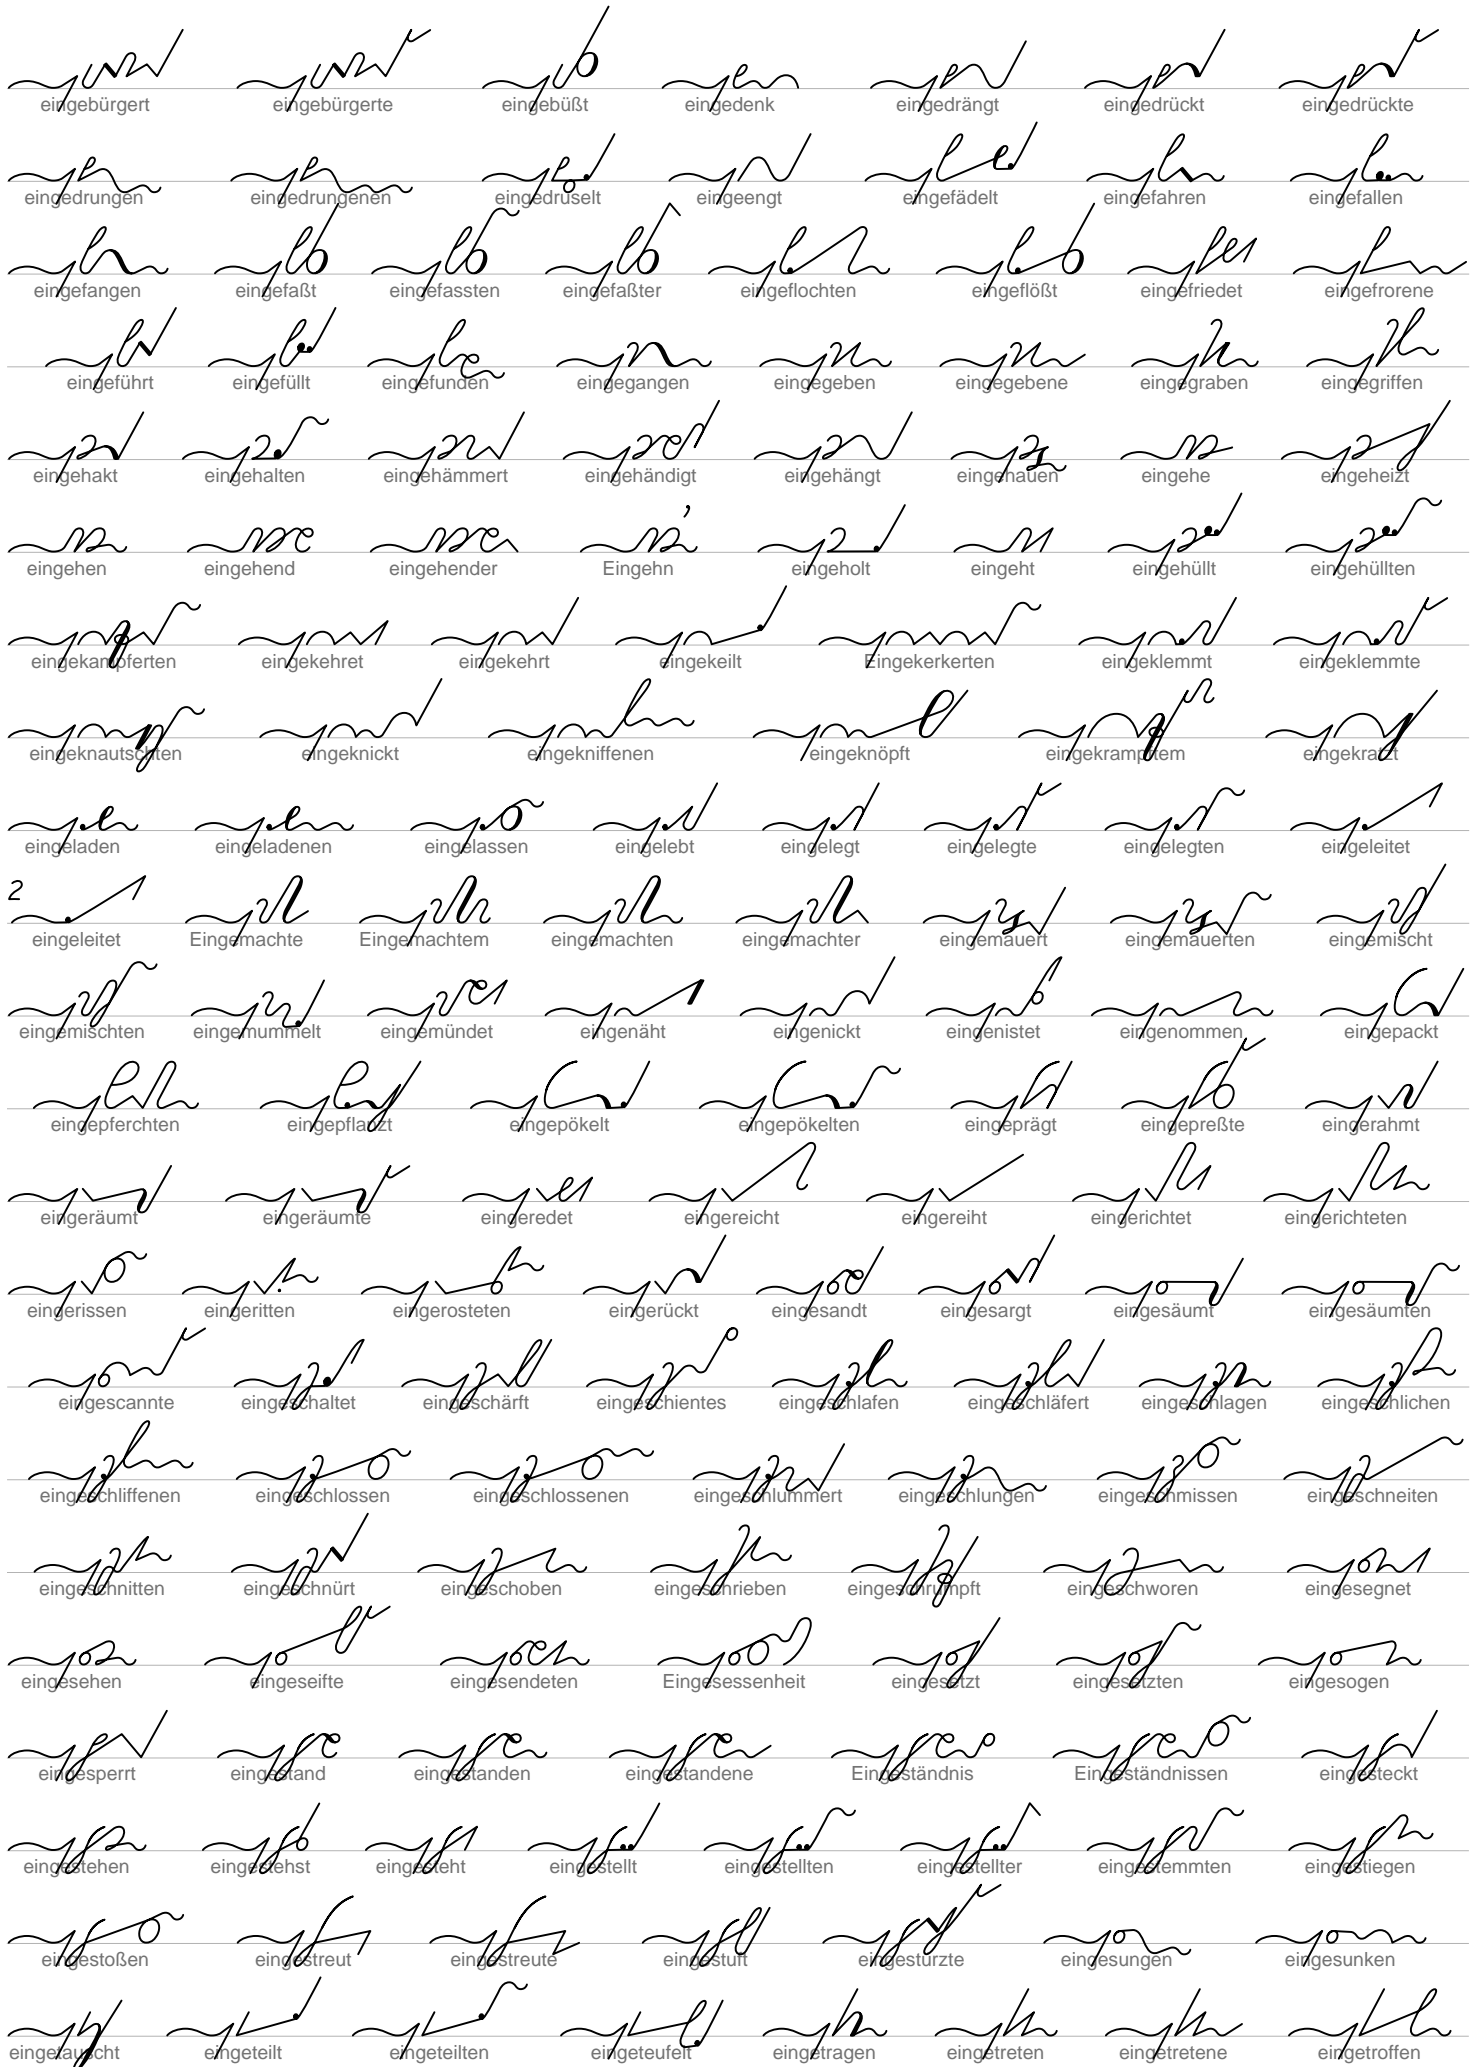 eingebürgert eingebürgerte eingebüßt eingedenk eingedrängt eingedrückt eingedrückte
eingedrungen eingedrungenen eingedruselt eingeengt eingefädelt eingefahren eingefallen
eingefangen eingefaßt eingefassten eingefaßter eingeflochten eingeflößt eingefriedet eingefrorene
eingeführt eingefüllt eingefunden eingegangen eingegeben eingegebene eingegraben eingegriffen
eingehakt eingehalten eingehämmert eingehändigt eingehängt eingehauen eingehe eingeheizt
eingehen eingehend eingehender Eingehn eingeholt eingeht eingehüllt eingehüllten
eingekampferten eingekehret eingekehrt eingekeilt Eingekerkerten eingeklemmt eingeklemmte
eingeknautschten eingeknickt eingekniffenen eingeknöpft eingekrampftem eingekratzt
eingeladen eingeladenen eingelassen eingelebt eingelegt eingelegte eingelegten eingeleitet
2 eingeleitet Eingemachte Eingemachtem eingemachten eingemachter eingemauert eingemauerten eingemischt
eingemischten eingemummelt eingemündet eingenäht eingenickt eingenistet eingenommen eingepackt
eingepferchten eingepflanzt eingepökelt eingepökelten eingeprägt eingepreßte eingerahmt
eingeräumt eingeräumte eingeredet eingereicht eingereiht eingerichtet eingerichteten
eingerissen eingeritten eingerosteten eingerückt eingesandt eingesargt eingesäumt eingesäumten
eingescannte eingeschaltet eingeschärft eingeschientes eingeschlafen eingeschläfert eingeschlagen eingeschlichen
eingeschliffenen eingeschlossen eingeschlossenen eingeschlummert eingeschlungen eingeschmissen eingeschneiten
eingeschnitten eingeschnürt eingeschoben eingeschrieben eingeschrumpft eingeschworen eingesegnet
eingesehen eingeseifte eingesendeten Eingesessenheit eingesetzt eingesetzten eingesogen
eingesperrt eingestand eingestanden eingestandene Eingeständnis Eingeständnissen eingesteckt
eingestehen eingestehst eingesteht eingestellt eingestellten eingestellter eingestemmten eingestiegen
eingestoßen eingestreut eingestreute eingestuft eingestürzte eingesungen eingesunken
eingetauscht eingeteilt eingeteilten eingeteufelt eingetragen eingetreten eingetretene eingetroffen